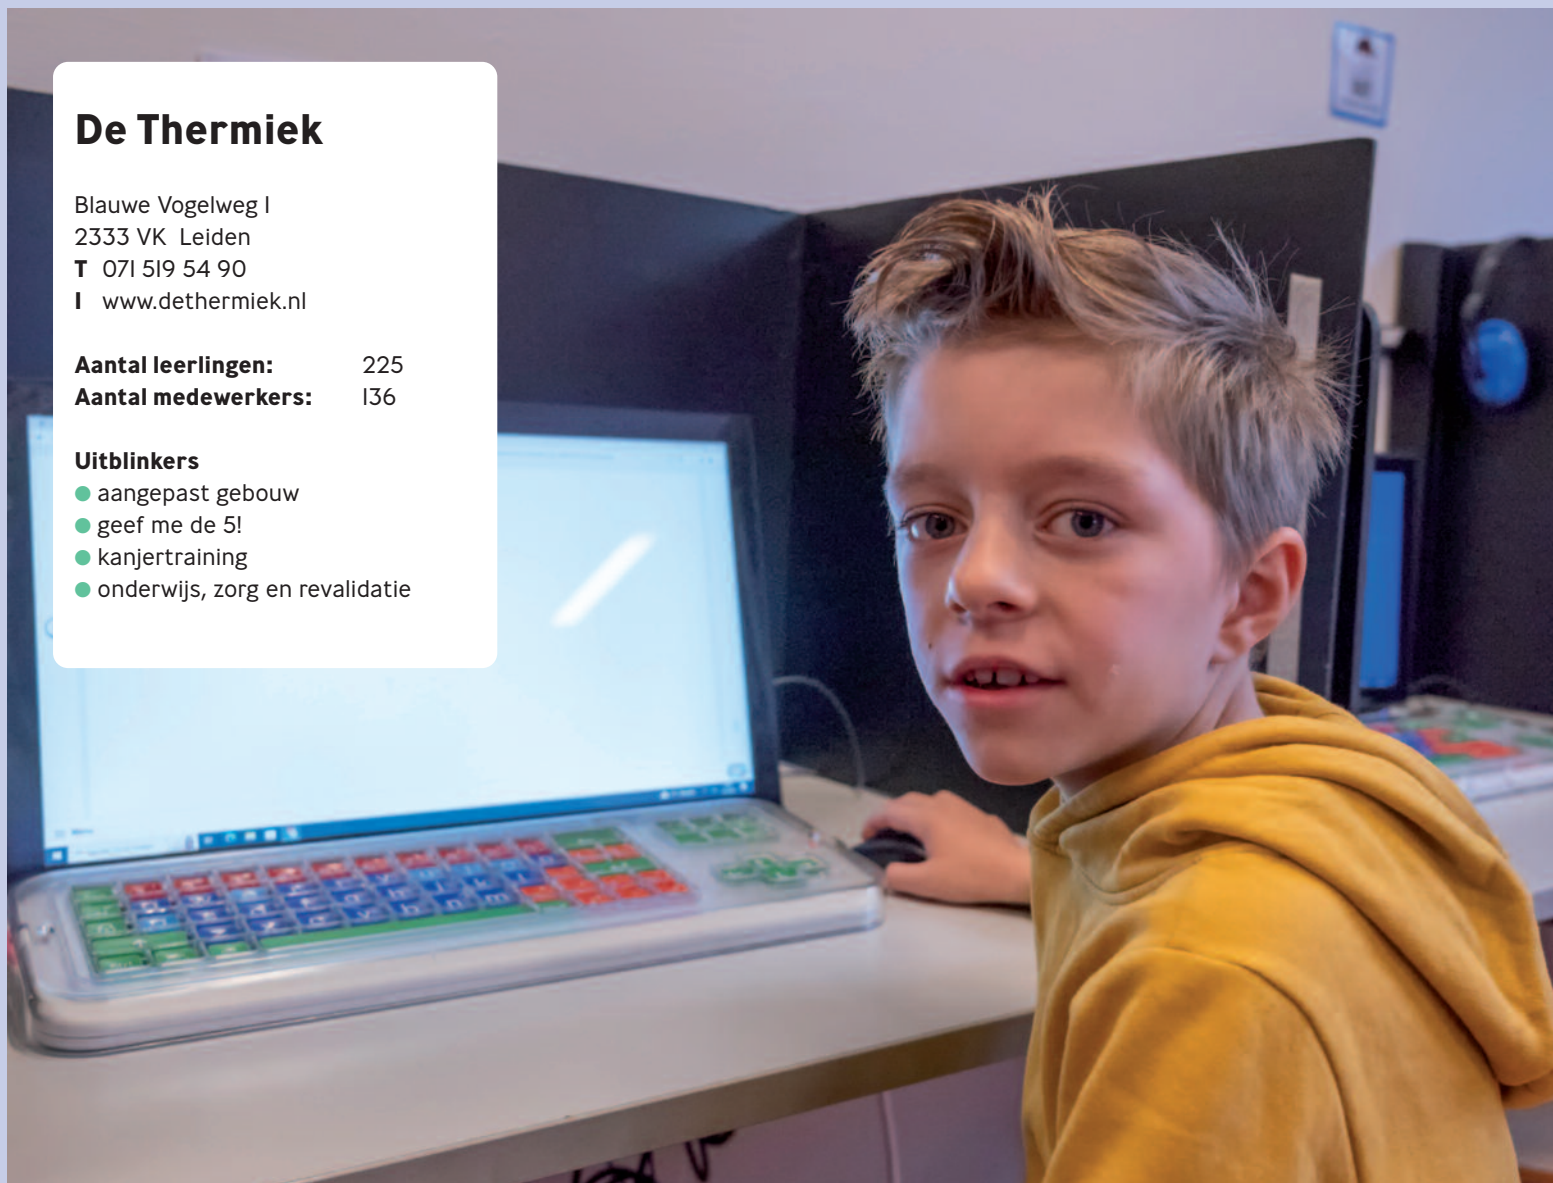 De Thermiek
Blauwe Vogelweg 1
2333 VK Leiden
T 071 519 54 90
I www.dethermiek.nl
Aantal leerlingen: 225
Aantal medewerkers: 136
Uitblinkers
● aangepast gebouw
● geef me de 5!
● kanjertraining
● onderwijs, zorg en revalidatie